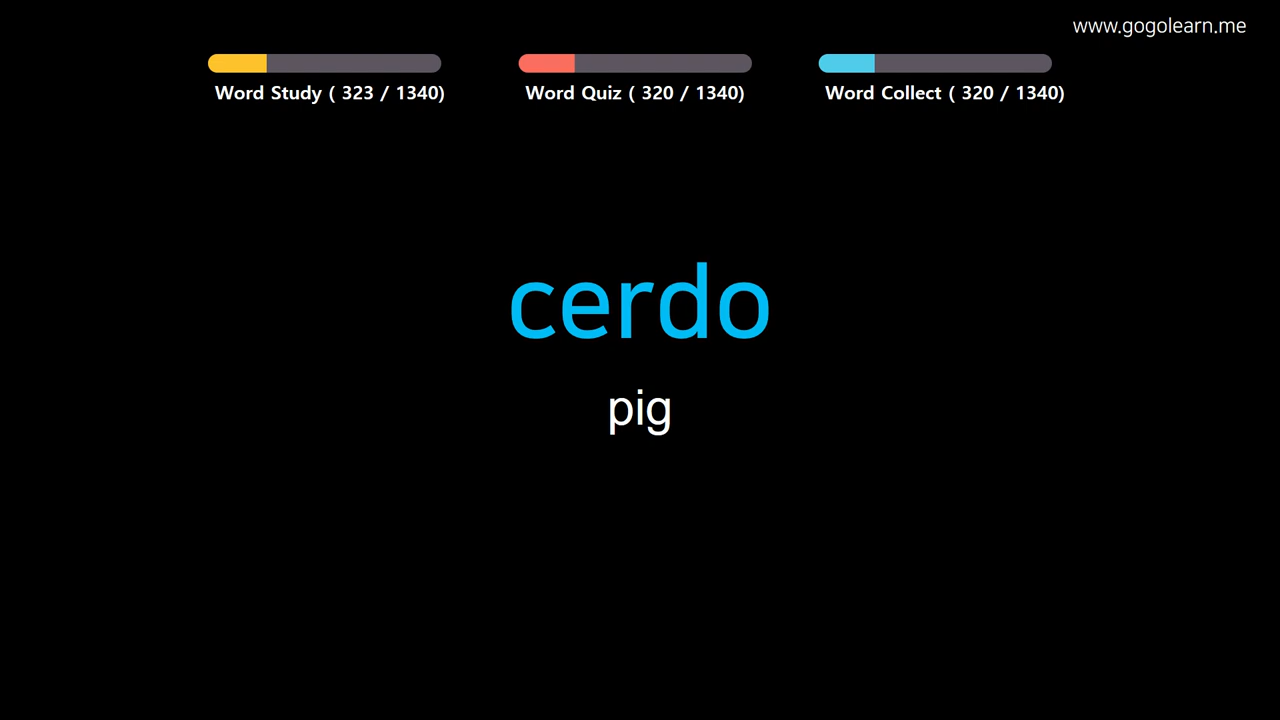 www.gogolearn.me
Word Study ( 323 / 1340)
Word Quiz ( 320 / 1340)
Word Collect ( 320 / 1340)
cerdo
pig